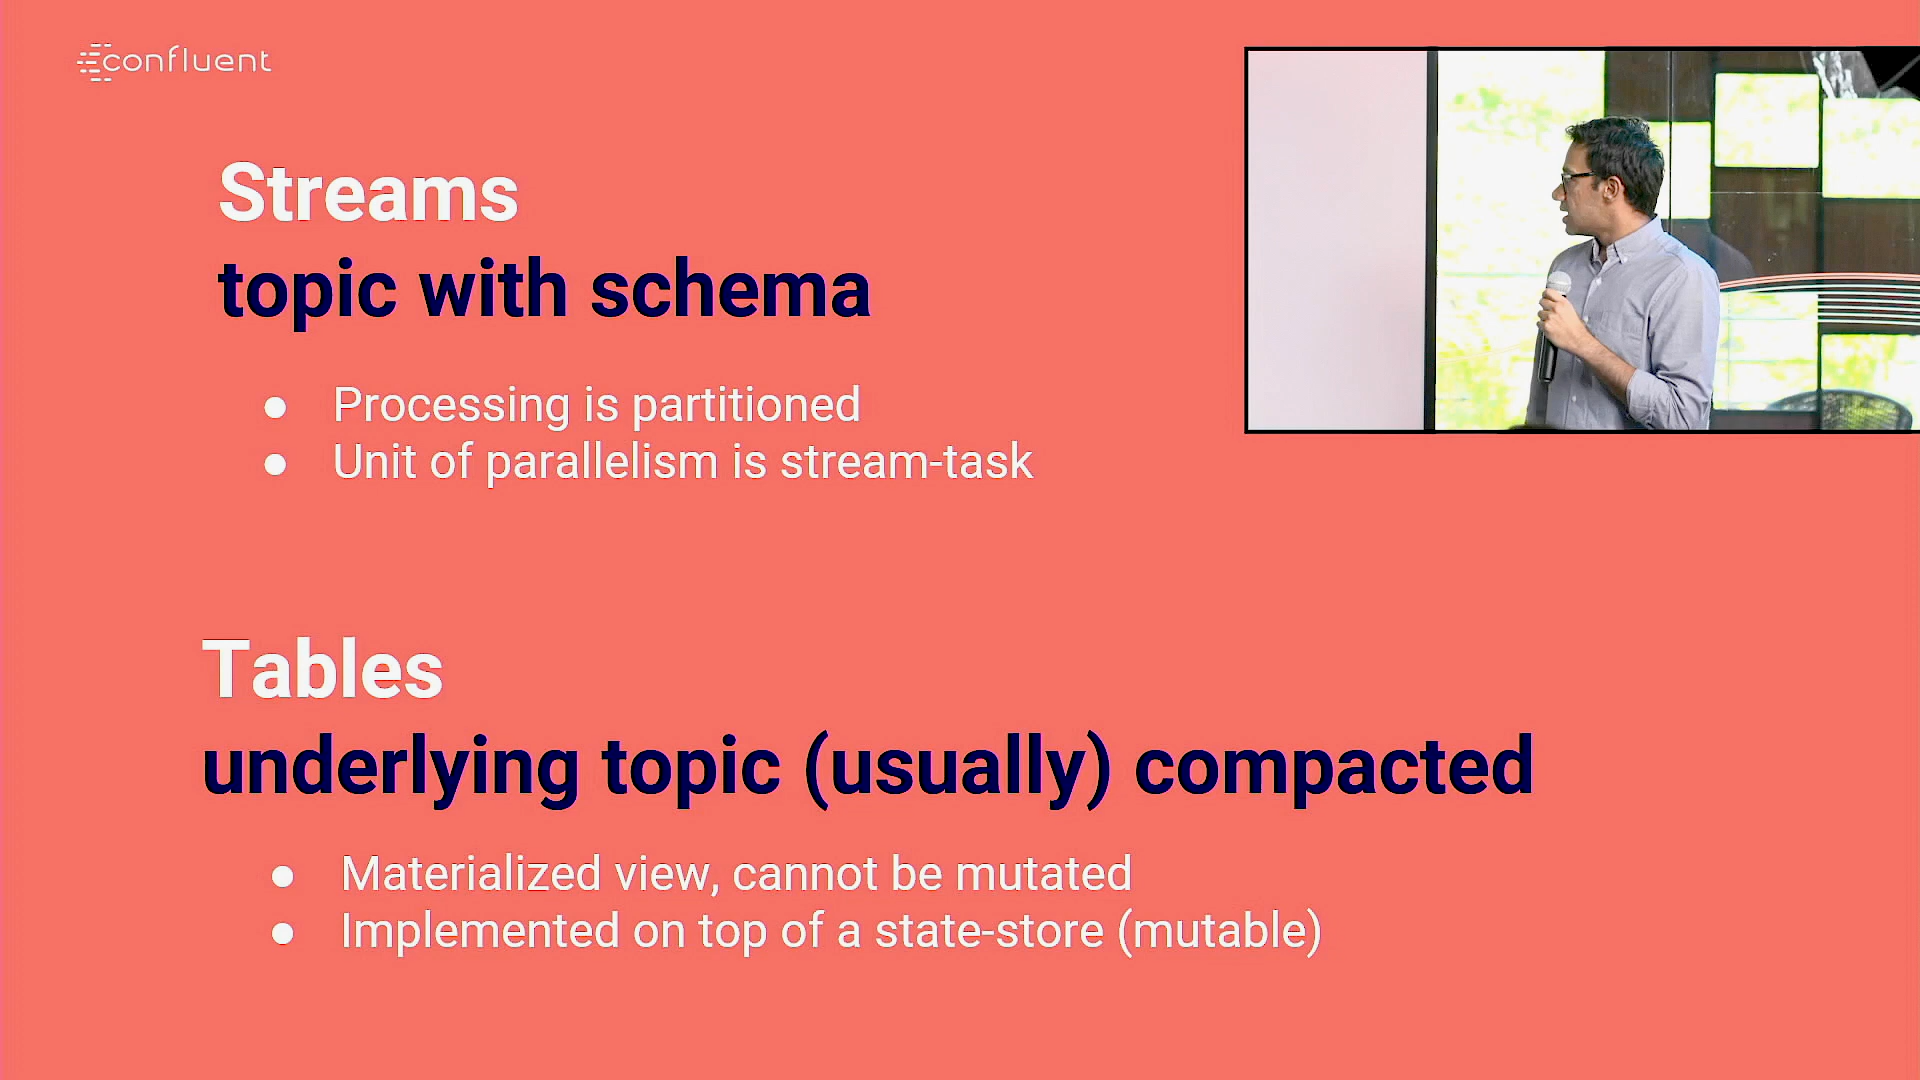 confluent
Streams
topic with schema
● Processing is partitioned
● Unit of parallelism is stream-task
Tables
underlying topic (usually) compacted
● Materialized view, cannot be mutated
● Implemented on top of a state-store (mutable)